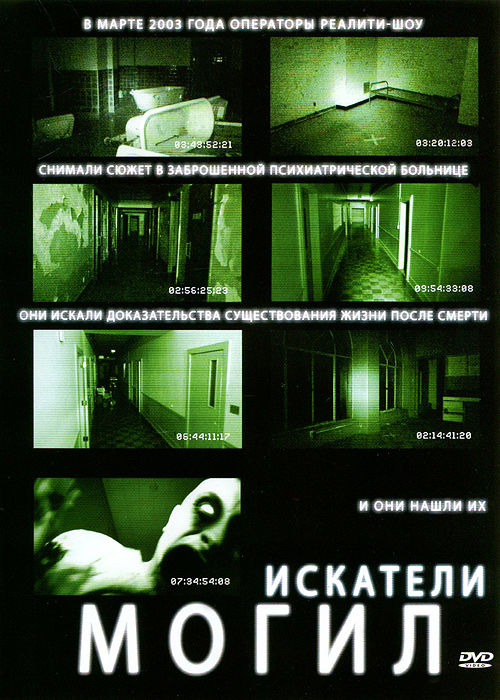 В МАРТЕ 2003 ГОДА ОПЕРАТОРЫ РЕАЛИТИ-ШОУ
03:43:52:21
03:20:12:03
СНИМАЛИ СЮЖЕТ В ЗАБРОШЕННОЙ ПСИХИАТРИЧЕСКОЙ БОЛЬНИЦЕ
02:56:25:23
09:54:33:08
ОНИ ИСКАЛИ ДОКАЗАТЕЛЬСТВА СУЩЕСТВОВАНИЯ ЖИЗНИ ПОСЛЕ СМЕРТИ
06:44:11:17
02:14:41:20
И ОНИ НАШЛИ ИХ
07:34:54:08
ИСКАТЕЛИ
МОГИЛ
DVD
VIDEO